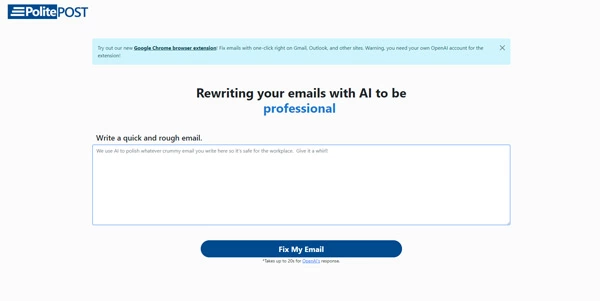 PolitePOST
Try out our new Google Chrome browser extension! Fix emails with one-click right on Gmail, Outlook, and other sites. Warning, you need your own OpenAI account for the
extension!
Rewriting your emails with AI to be
professional
Write a quick and rough email.
We use AI to polish whatever crummy email you write here so it's safe for the workplace. Give it a whirl!
Fix My Email
*Takes up to 20s for OpenAI's response.